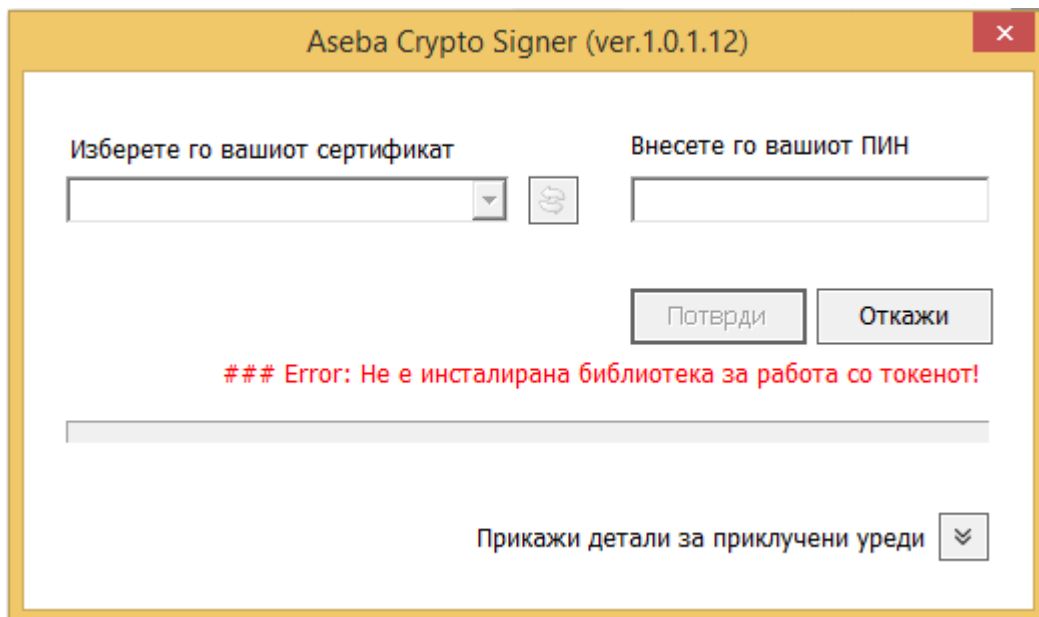 Aseba Crypto Signer (ver.1.0.1.12)
Изберете го вашиот сертификат
Внесете го вашиот ПИН
Потврди
Откажи
### Error: Не е инсталирана библиотека за работа со токенот!
Прикажи детали за приклучени уреди